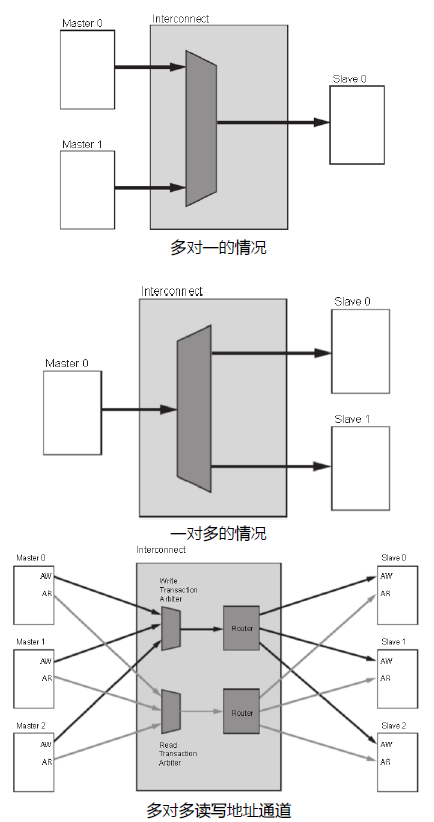 Interconnect
Master 0
Slave 0
Master 1
多对一的情况
Interconnect
Slave 0
Master 0
Slave 1
一对多的情况
Interconnect
Master 0
Slave 0
AW
AR
Write
Transaction
Arbiter
Router
AW
AR
Master 1
Slave 1
AW
AR
AW
AR
Router
Master 2
Slave 2
AW
AR
Read
Transaction
Arbiter
AW
AR
多对多读写地址通道